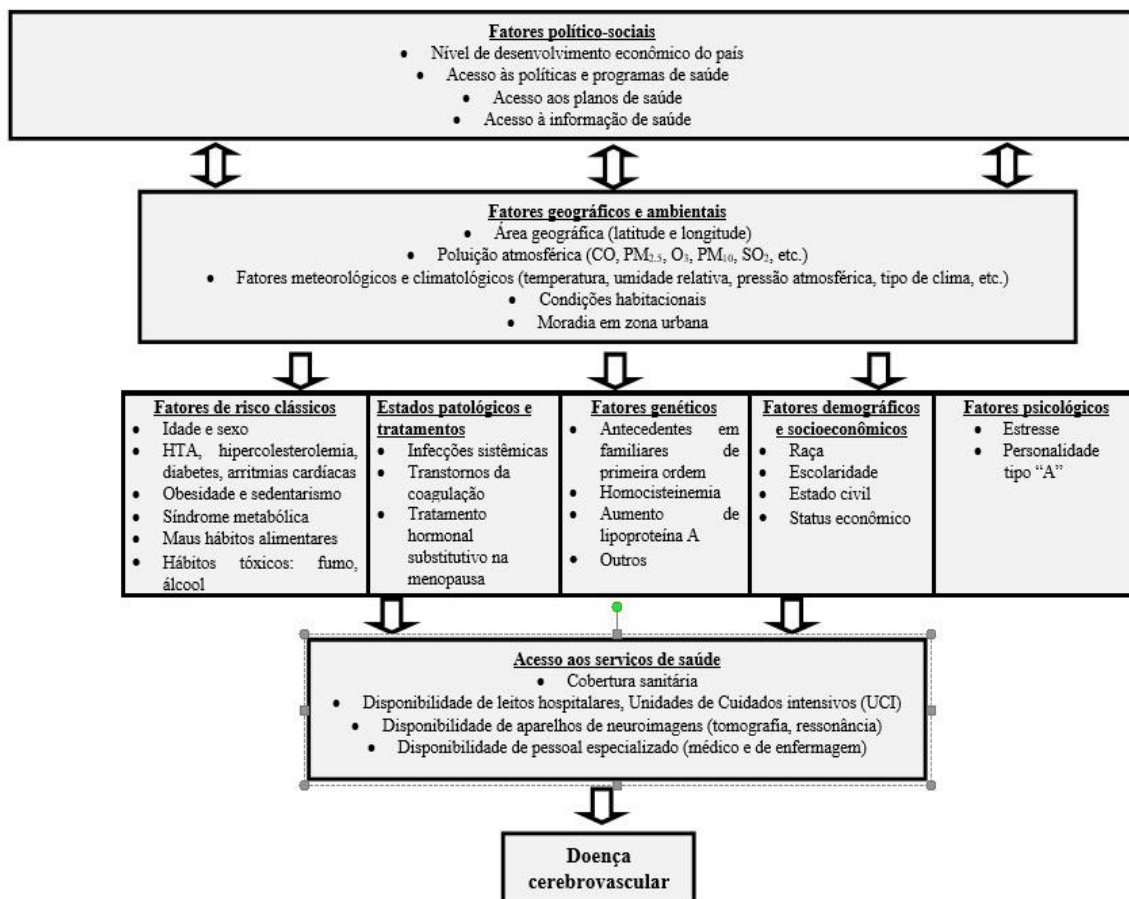 Fatores político-sociais
• Nível de desenvolvimento econômico do país
• Acesso às políticas e programas de saúde
• Acesso aos planos de saúde
• Acesso à informação de saúde
Fatores geográficos e ambientais
• Área geográfica (latitude e longitude)
• Poluição atmosférica (CO, PM2.5, O3, PM10, SO2, etc.)
• Fatores meteorológicos e climatológicos (temperatura, umidade relativa, pressão atmosférica, tipo de clima, etc.)
• Condições habitacionais
• Moradia em zona urbana
Fatores de risco clássicos
• Idade e sexo
• HTA, hipercolesterolemia,
diabetes, arritmias cardíacas
• Obesidade e sedentarismo
• Síndrome metabólica
• Maus hábitos alimentares
• Hábitos tóxicos: fumo,
álcool
Estados patológicos e
tratamentos
• Infecções sistêmicas
• Transtornos da
coagulação
• Tratamento
hormonal
substitutivo na
menopausa
Fatores genéticos
• Antecedentes em
familiares de
primeira ordem
• Homocisteinemia
• Aumento de
lipoproteína A
• Outros
Fatores demográficos
e socioeconômicos
• Raça
• Escolaridade
• Estado civil
• Status econômico
Fatores psicológicos
• Estresse
• Personalidade
tipo “A”
Acesso aos serviços de saúde
• Cobertura sanitária
• Disponibilidade de leitos hospitalares, Unidades de Cuidados intensivos (UCI)
• Disponibilidade de aparelhos de neuroimagens (tomografia, ressonância)
• Disponibilidade de pessoal especializado (médico e de enfermagem)
Doença
cerebrovascular